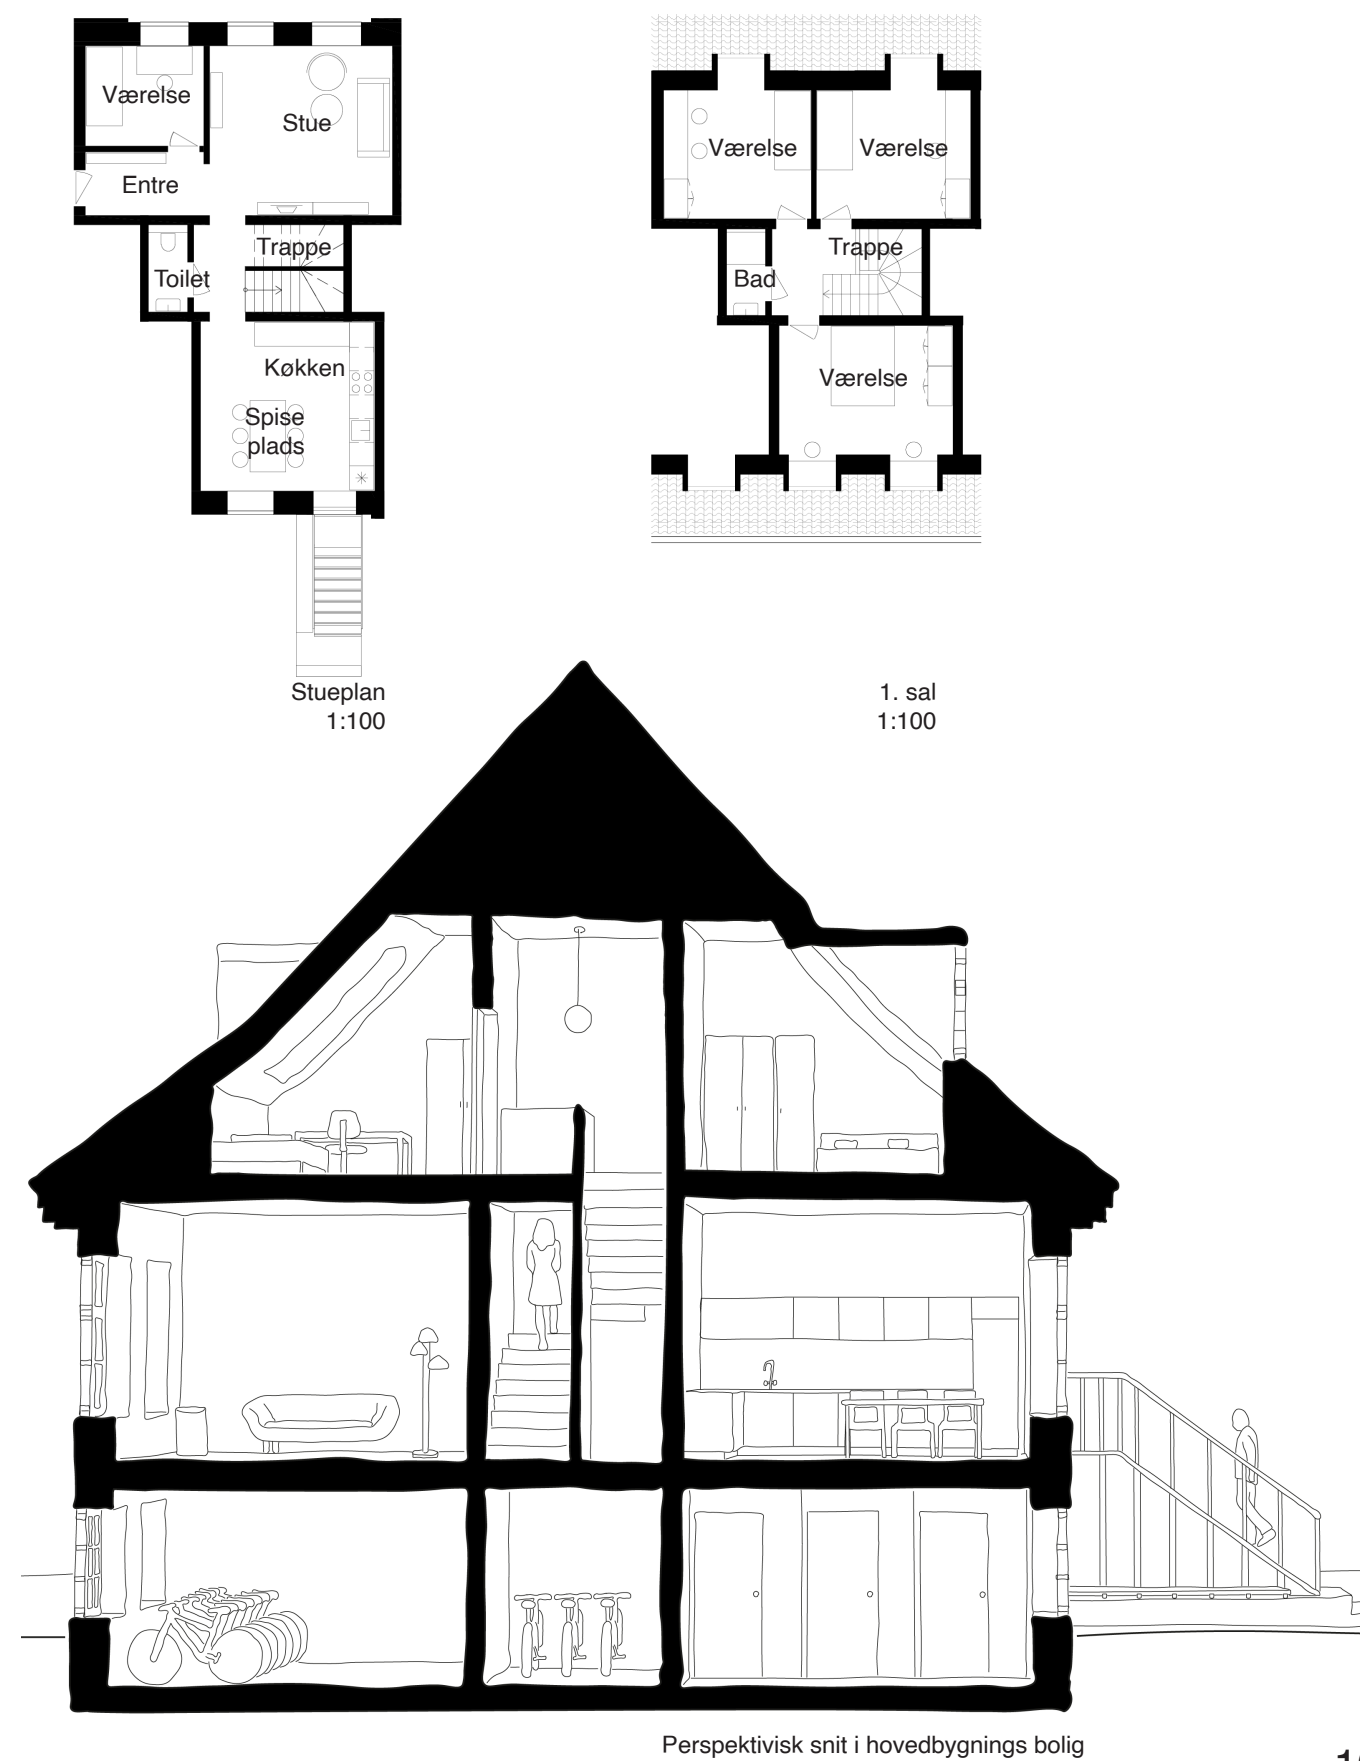 Værelse
Stue
Entre
Trappe
Toilet
Køkken
Spise
plads
Stueplan
1:100
Værelse
Værelse
Trappe
Bad
Værelse
1. sal
1:100
Perspektivisk snit i hovedbygnings bolig